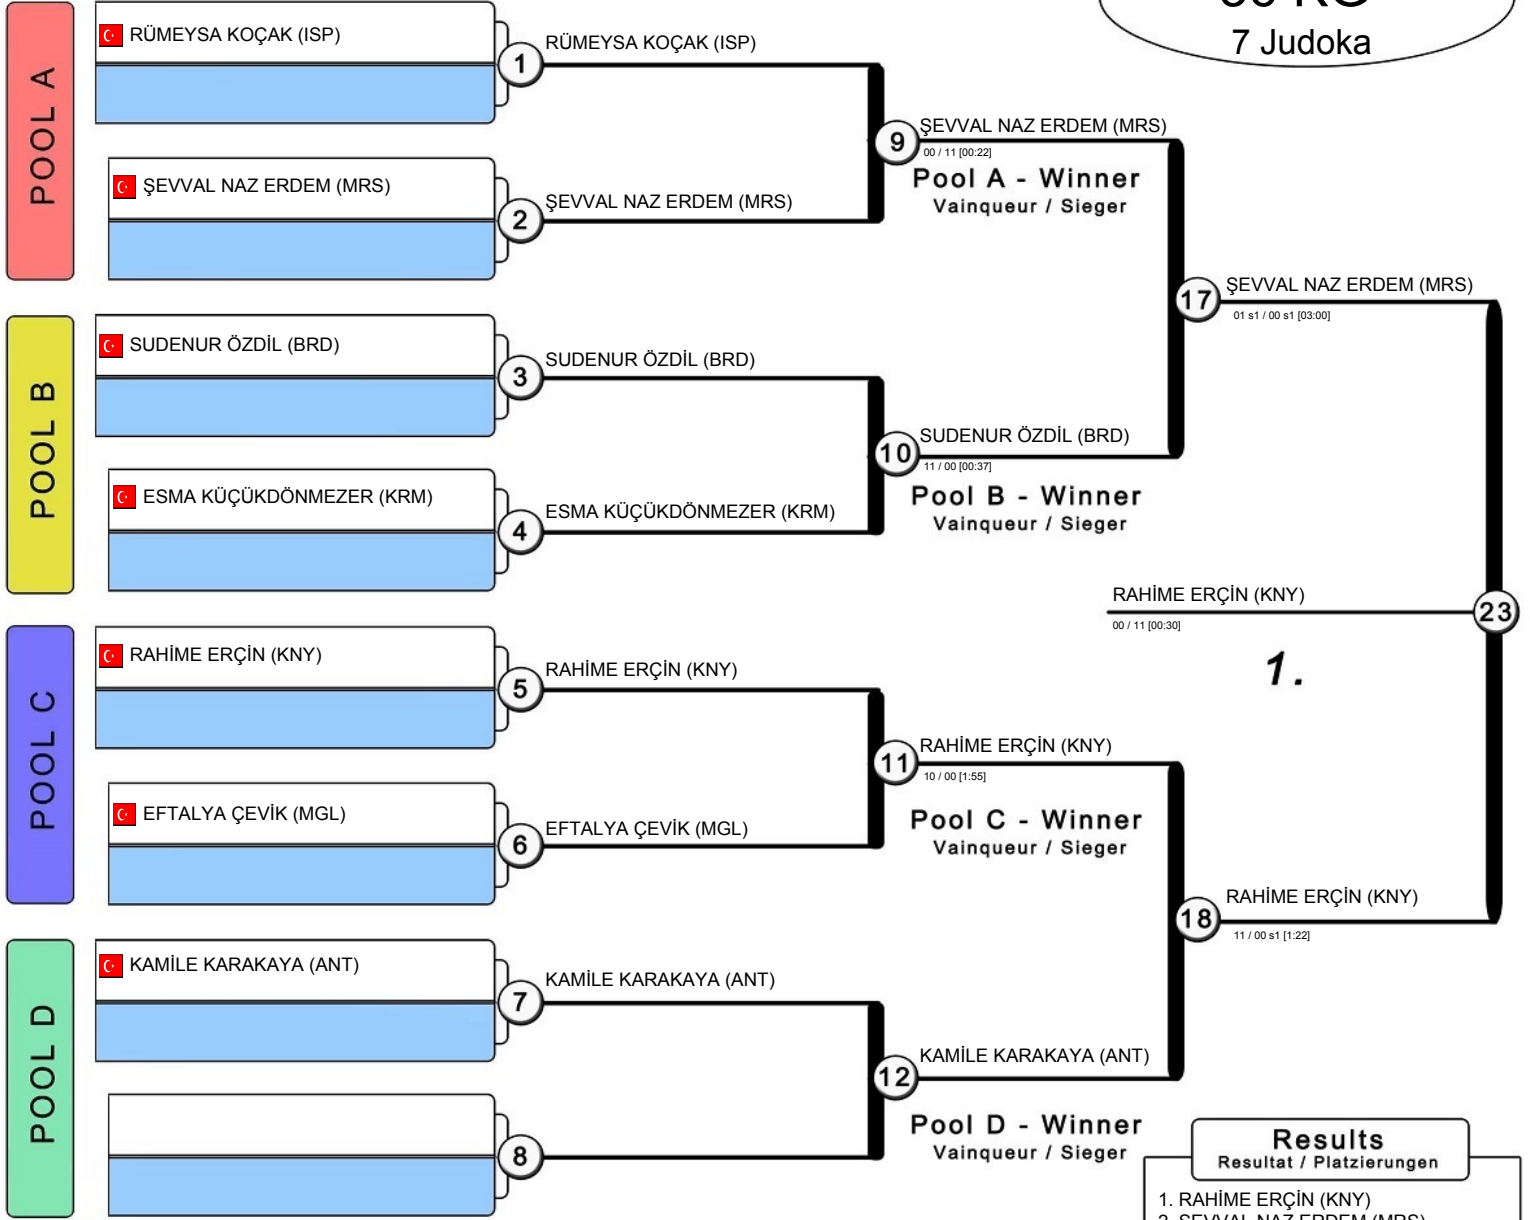 7 Judoka
POOL A
RÜMEYSA KOÇAK (ISP)
1
RÜMEYSA KOÇAK (ISP)
ŞEVVAL NAZ ERDEM (MRS)
2
ŞEVVAL NAZ ERDEM (MRS)
9
ŞEVVAL NAZ ERDEM (MRS)
00 / 11 [00:22]
Pool A - Winner
Vainqueur / Sieger
POOL B
SUDENUR ÖZDİL (BRD)
3
SUDENUR ÖZDİL (BRD)
ESMA KÜÇÜKDÖNMEZER (KRM)
4
ESMA KÜÇÜKDÖNMEZER (KRM)
10
SUDENUR ÖZDİL (BRD)
11 / 00 [00:37]
Pool B - Winner
Vainqueur / Sieger
17
ŞEVVAL NAZ ERDEM (MRS)
01 s1 / 00 s1 [03:00]
RAHİME ERÇİN (KNY)
23
00 / 11 [00:30]
1.
POOL C
RAHİME ERÇİN (KNY)
5
RAHİME ERÇİN (KNY)
EFTALYA ÇEVİK (MGL)
6
EFTALYA ÇEVİK (MGL)
11
RAHİME ERÇİN (KNY)
10 / 00 [1:55]
Pool C - Winner
Vainqueur / Sieger
18
RAHİME ERÇİN (KNY)
11 / 00 s1 [1:22]
POOL D
KAMİLE KARAKAYA (ANT)
7
KAMİLE KARAKAYA (ANT)
8
12
KAMİLE KARAKAYA (ANT)
Pool D - Winner
Vainqueur / Sieger
Results
Resultat / Platzierungen
1. RAHİME ERÇİN (KNY)
2. ŞEVVAL NAZ ERDEM (MRS)